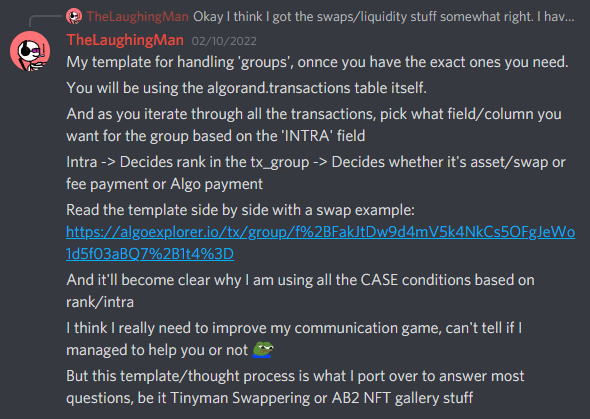 TheLaughingMan Okay I think I got the swaps/liquidity stuff somewhat right. I hav...
TheLaughingMan 02/10/2022
My template for handling 'groups', onnce you have the exact ones you need.
You will be using the algorand.transactions table itself.
And as you iterate through all the transactions, pick what field/column you
want for the group based on the 'INTRA' field
Intra -> Decides rank in the tx_group -> Decides whether it's asset/swap or
fee payment or Algo payment
Read the template side by side with a swap example:
https://algoexplorer.io/tx/group/f%2BFakJtDw9d4mV5k4NkCs5OFgJeWo
1d5f03aBQ7%2B1t4%3D
And it'll become clear why I am using all the CASE conditions based on
rank/intra
I think I really need to improve my communication game, can't tell if I
managed to help you or not
But this template/thought process is what I port over to answer most
questions, be it Tinyman Swappering or AB2 NFT gallery stuff